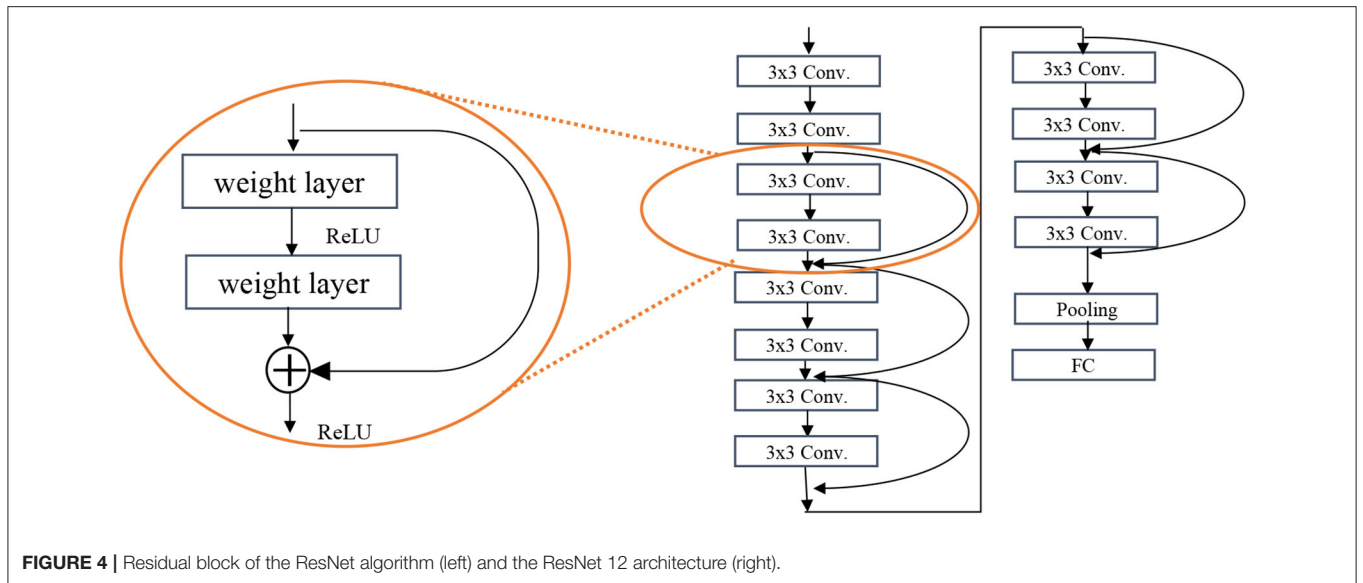 weight layer
ReLU
weight layer
ReLU
3x3 Conv.
3x3 Conv.
3x3 Conv.
3x3 Conv.
3x3 Conv.
3x3 Conv.
3x3 Conv.
3x3 Conv.
3x3 Conv.
3x3 Conv.
3x3 Conv.
3x3 Conv.
Pooling
FC
FIGURE 4 | Residual block of the ResNet algorithm (left) and the ResNet 12 architecture (right).